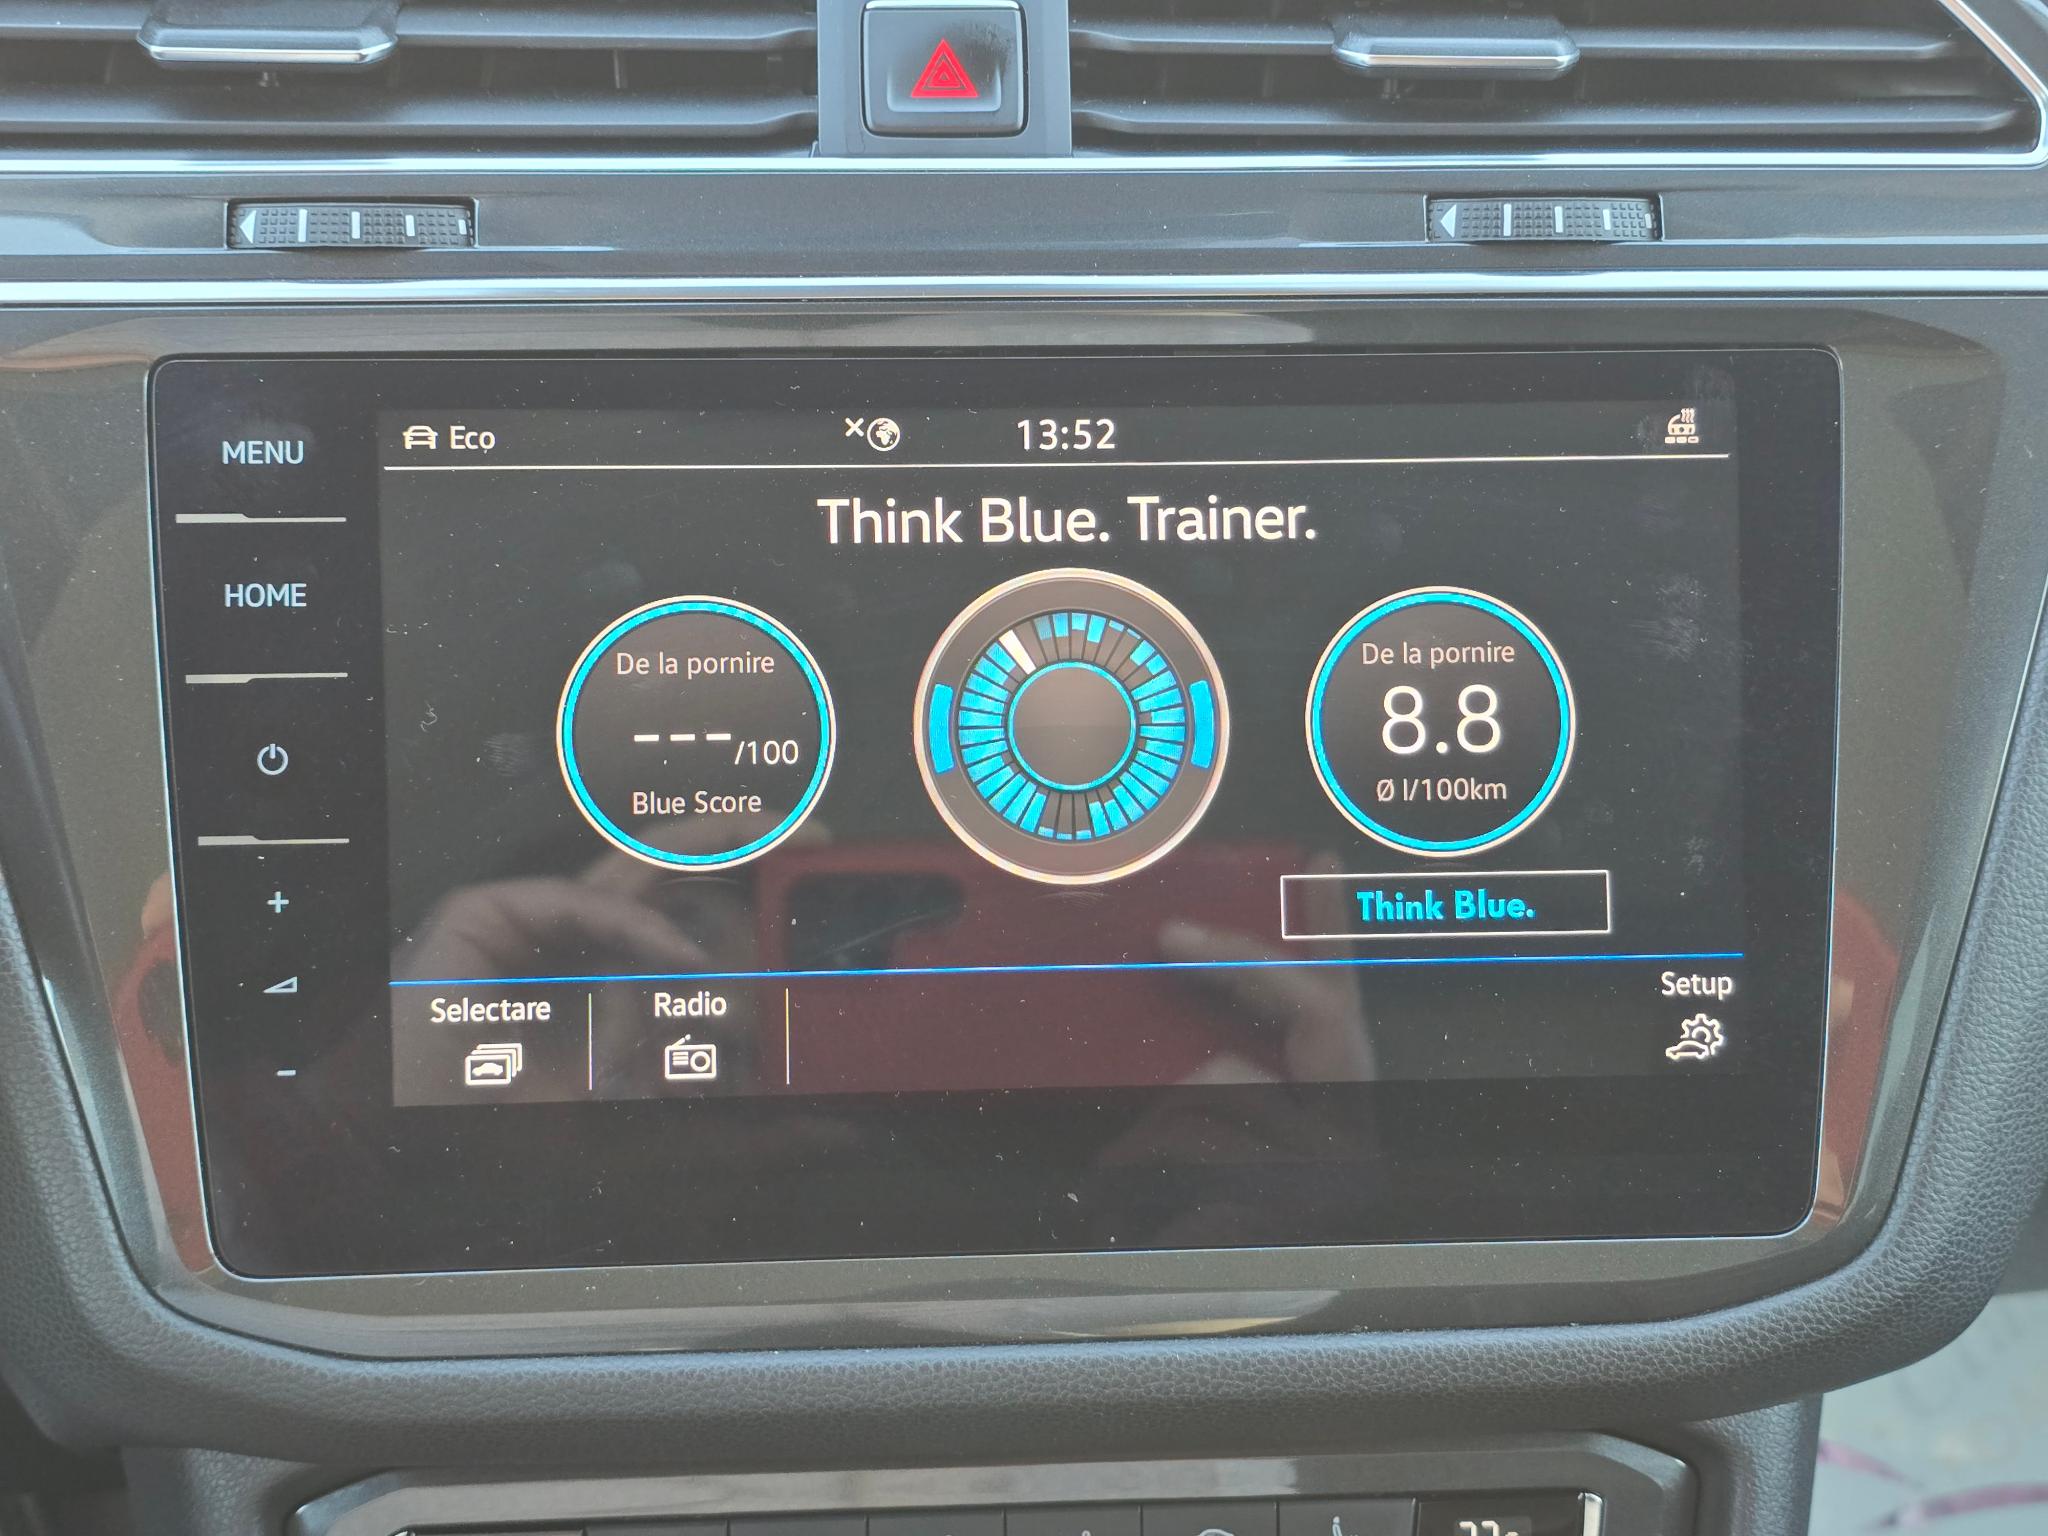 MENU
HOME
Eco
13:52
Think Blue. Trainer.
De la pornire
---/100
Blue Score
De la pornire
8.8
Ø l/100km
Think Blue.
Selectare
Radio
Setup